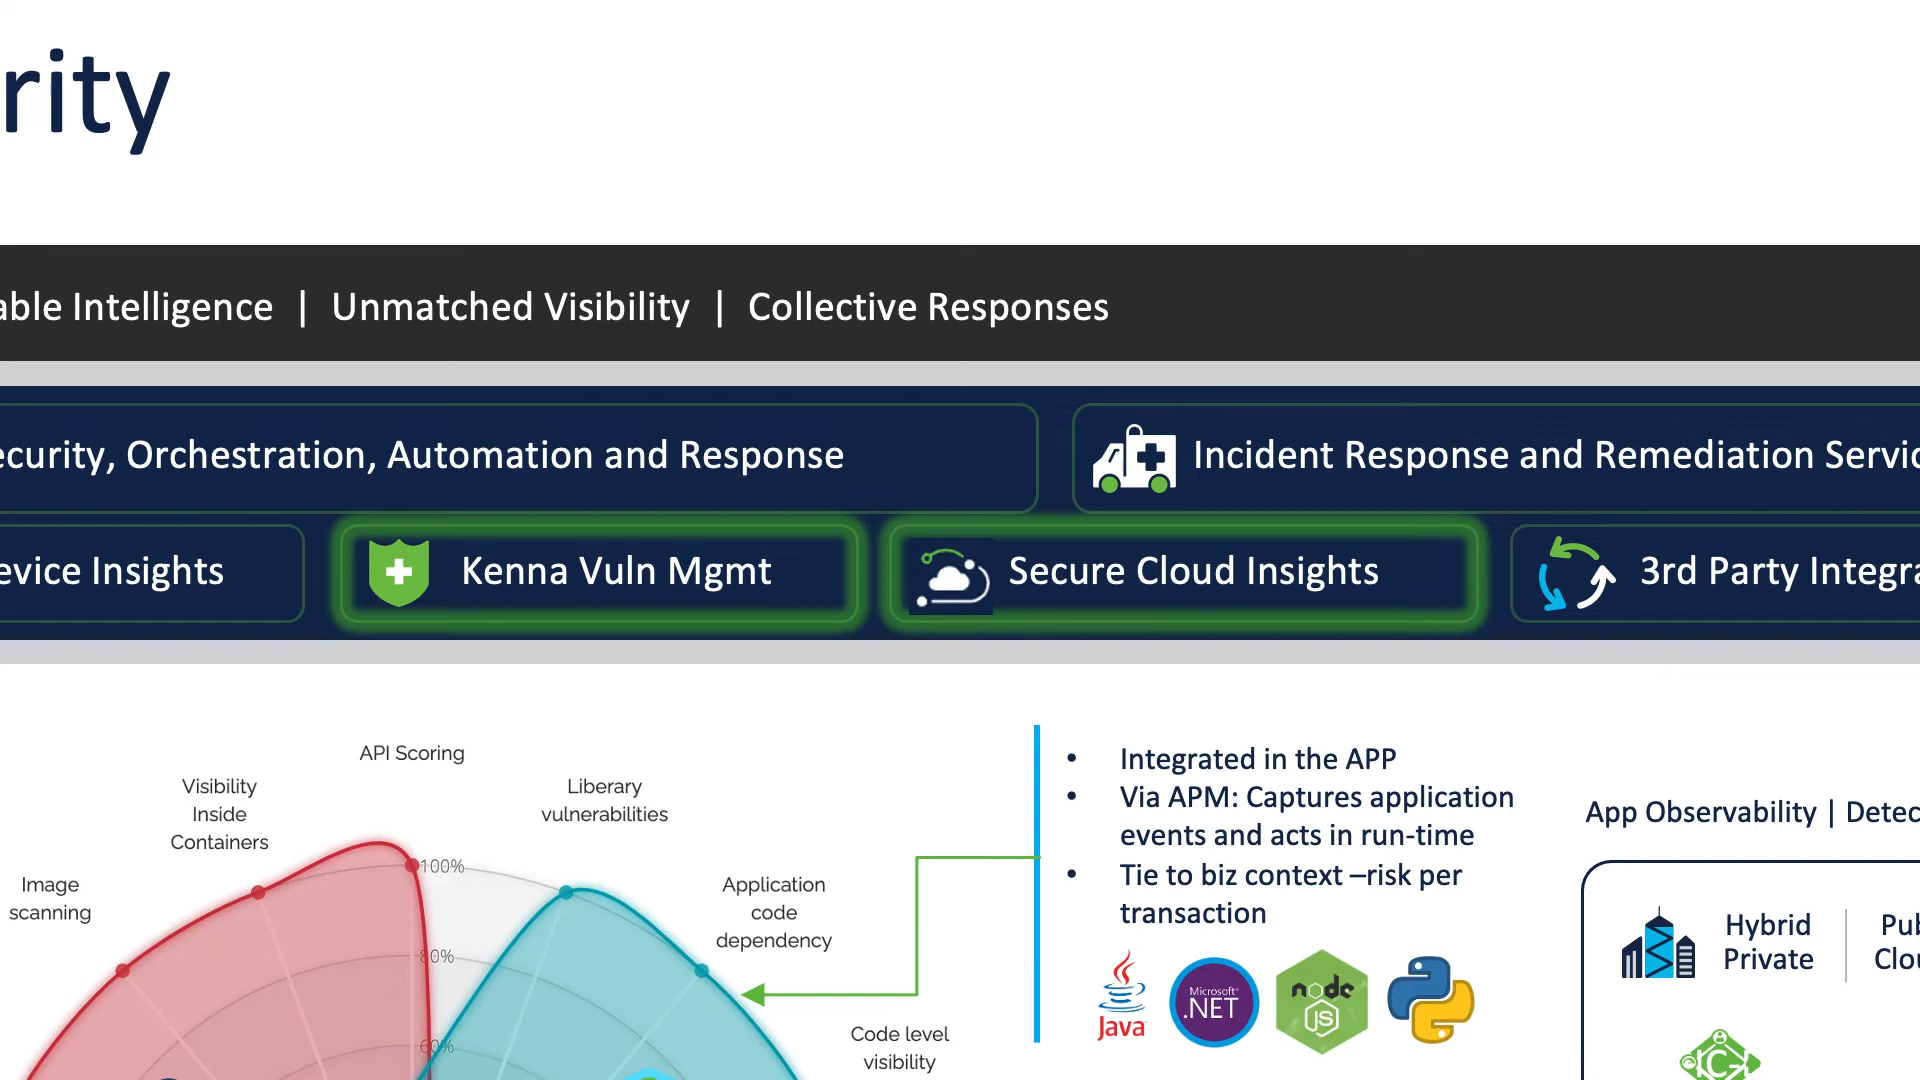 rity
able Intelligence | Unmatched Visibility | Collective Responses
ecurity, Orchestration, Automation and Response
Incident Response and Remediation Servic
evice Insights
Kenna Vuln Mgmt
Secure Cloud Insights
3rd Party Integra
API Scoring
Visibility
Inside
Containers
Liberary
vulnerabilities
Image
scanning
Application
code
dependency
Code level
visibility
100%
80%
60%
• Integrated in the APP
• Via APM: Captures application
events and acts in run-time
• Tie to biz context –risk per
transaction
Java
Microsoft
.NET
node
JS
App Observability | Detec
Hybrid
Private
Pub
Clou